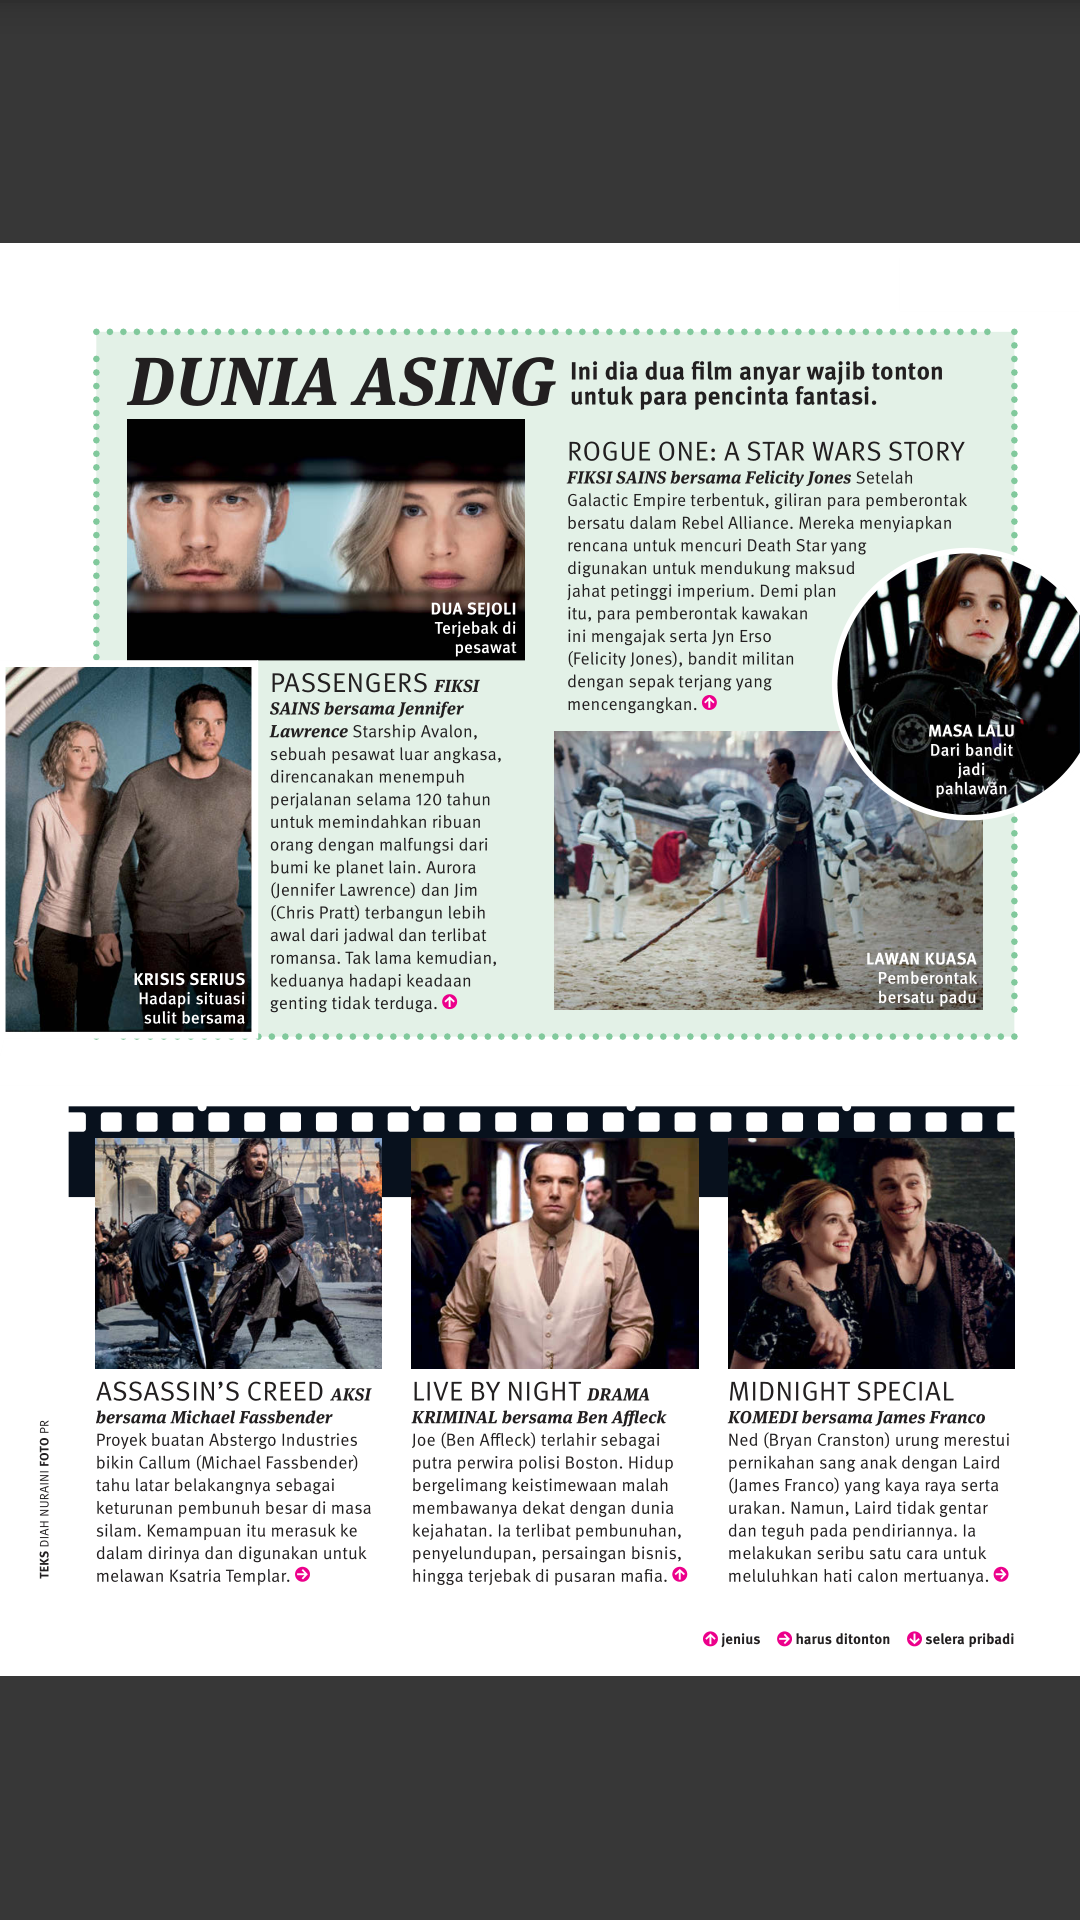 DUNIA ASING
Ini dia dua film anyar wajib tonton
untuk para pencinta fantasi.
DUA SEJOLI
Terjebak di
pesawat
KRISIS SERIUS
Hadapi situasi
sulit bersama
PASSENGERS FIKSI
SAINS bersama Jennifer
Lawrence Starship Avalon,
sebuah pesawat luar angkasa,
direncanakan menempuh
perjalanan selama 120 tahun
untuk memindahkan ribuan
orang dengan malfungsi dari
bumi ke planet lain. Aurora
(Jennifer Lawrence) dan Jim
(Chris Pratt) terbangun lebih
awal dari jadwal dan terlibat
romansa. Tak lama kemudian,
keduanya hadapi keadaan
genting tidak terduga.
ROGUE ONE: A STAR WARS STORY
FIKSI SAINS bersama Felicity Jones Setelah
Galactic Empire terbentuk, giliran para pemberontak
bersatu dalam Rebel Alliance. Mereka menyiapkan
rencana untuk mencuri Death Star yang
digunakan untuk mendukung maksud
jahat petinggi imperium. Demi plan
itu, para pemberontak kawakan
ini mengajak serta Jyn Erso
(Felicity Jones), bandit militan
dengan sepak terjang yang
mencengangkan.
MASA LALU
Dari bandit
jadi
pahlawan
LAWAN KUASA
Pemberontak
bersatu padu
ASSASSIN'S CREED AKSI
bersama Michael Fassbender
Proyek buatan Abstergo Industries
bikin Callum (Michael Fassbender)
tahu latar belakangnya sebagai
keturunan pembunuh besar di masa
silam. Kemampuan itu merasuk ke
dalam dirinya dan digunakan untuk
melawan Ksatria Templar.
LIVE BY NIGHT DRAMA
KRIMINAL bersama Ben Affleck
Joe (Ben Affleck) terlahir sebagai
putra perwira polisi Boston. Hidup
bergelimang keistimewaan malah
membawanya dekat dengan dunia
kejahatan. Ia terlibat pembunuhan,
penyelundupan, persaingan bisnis,
hingga terjebak di pusaran mafia.
MIDNIGHT SPECIAL
KOMEDI bersama James Franco
Ned (Bryan Cranston) urung merestui
pernikahan sang anak dengan Laird
(James Franco) yang kaya raya serta
urakan. Namun, Laird tidak gentar
dan teguh pada pendiriannya. Ia
melakukan seribu satu cara untuk
meluluhkan hati calon mertuanya.
TEKS DIAH NURAINI FOTO PR
jenius harus ditonton selera pribadi